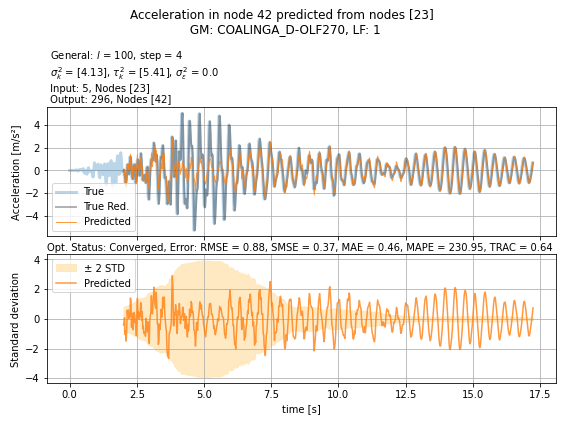 Acceleration in node 42 predicted from nodes [23]
GM: COALINGA_D-OLF270, LF: 1
General: l = 100, step = 4
σ²ₖ = [4.13], τ²ₖ = [5.41], σ²ε = 0.0
Input: 5, Nodes [23]
Output: 296, Nodes [42]
Acceleration [m/s²]
4
2
0
−2
−4
True
True Red.
Predicted
Opt. Status: Converged, Error: RMSE = 0.88, SMSE = 0.37, MAE = 0.46, MAPE = 230.95, TRAC = 0.64
Standard deviation
4
2
0
−2
−4
± 2 STD
Predicted
0.0 2.5 5.0 7.5 10.0 12.5 15.0 17.5
time [s]